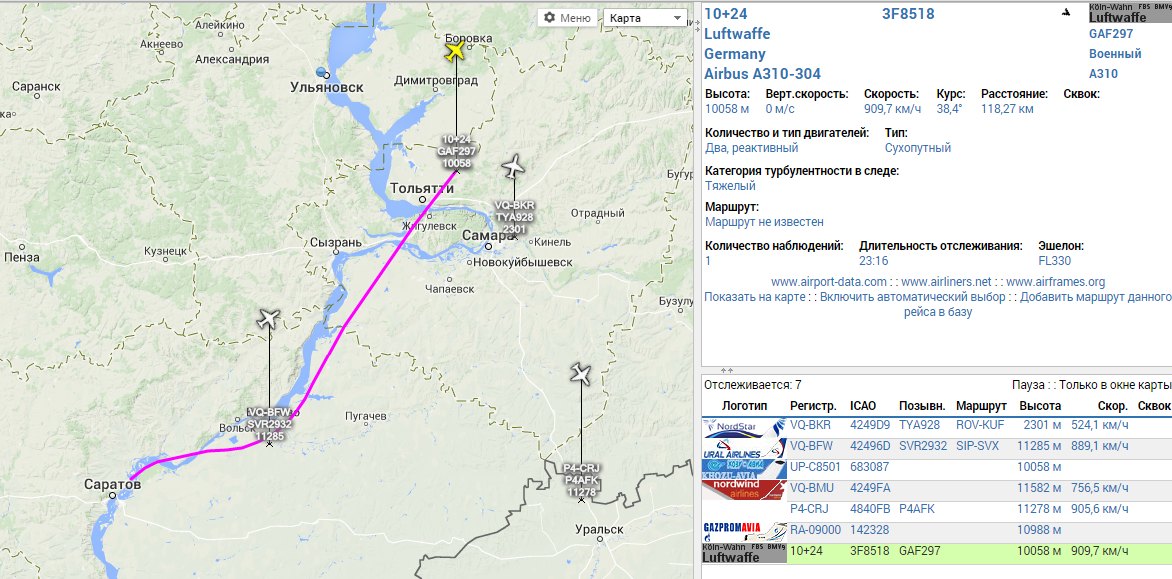 Меню
Карта
Боровка
Алейкино
Акнеево
Александрия
Саранск
Ульяновск
Димитровград
10+24
GAF297
10058
Бугур
Тольятти
VQ-BKR
TYA928
2301
Отрадный
Жигулевск
Самара
Кинель
Сызрань
Кузнецк
Пенза
Новокуйбышевск
Чапаевск
Бузулу
VQ-BFW
SVR2932
11285
Вольск
Пугачев
P4-CRJ
P4AFK
11278
Саратов
Уральск
10+24 3F8518
Köln-Wahn FBS BMVg
Luftwaffe
Luftwaffe GAF297
Germany Военный
Airbus A310-304 A310
Высота: Верт.скорость: Скорость: Курс: Расстояние: Сквок:
10058 м 0 м/с 909,7 км/ч 38,4° 118,27 км
Количество и тип двигателей: Тип:
Два, реактивный Сухопутный
Категория турбулентности в следе:
Тяжелый
Маршрут:
Маршрут не известен
Количество наблюдений: Длительность отслеживания: Эшелон:
1 23:16 FL330
www.airport-data.com : : www.airliners.net : : www.airframes.org
Показать на карте : : Включить автоматический выбор : : Добавить маршрут данного
рейса в базу
Отслеживается: 7 Пауза : : Только в окне карты
Логотип Регистр. ICAO Позывн. Маршрут Высота Скор. Сквок
NordStar VQ-BKR 4249D9 TYA928 ROV-KUF 2301 м 524,1 км/ч
URAL AIRLINES VQ-BFW 42496D SVR2932 SIP-SVX 11285 м 889,1 км/ч
UP-C8501 683087 10058 м
nordwind airlines VQ-BMU 4249FA 11582 м 756,5 км/ч
P4-CRJ 4840FB P4AFK 11278 м 905,6 км/ч
GAZPROMAVIA RA-09000 142328 10988 м
Köln-Wahn FBS BMVg
Luftwaffe 10+24 3F8518 GAF297 10058 м 909,7 км/ч